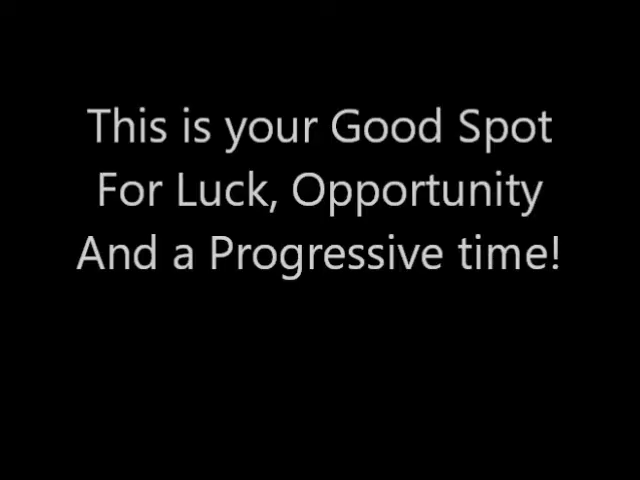 This is your Good Spot
For Luck, Opportunity
And a Progressive time!